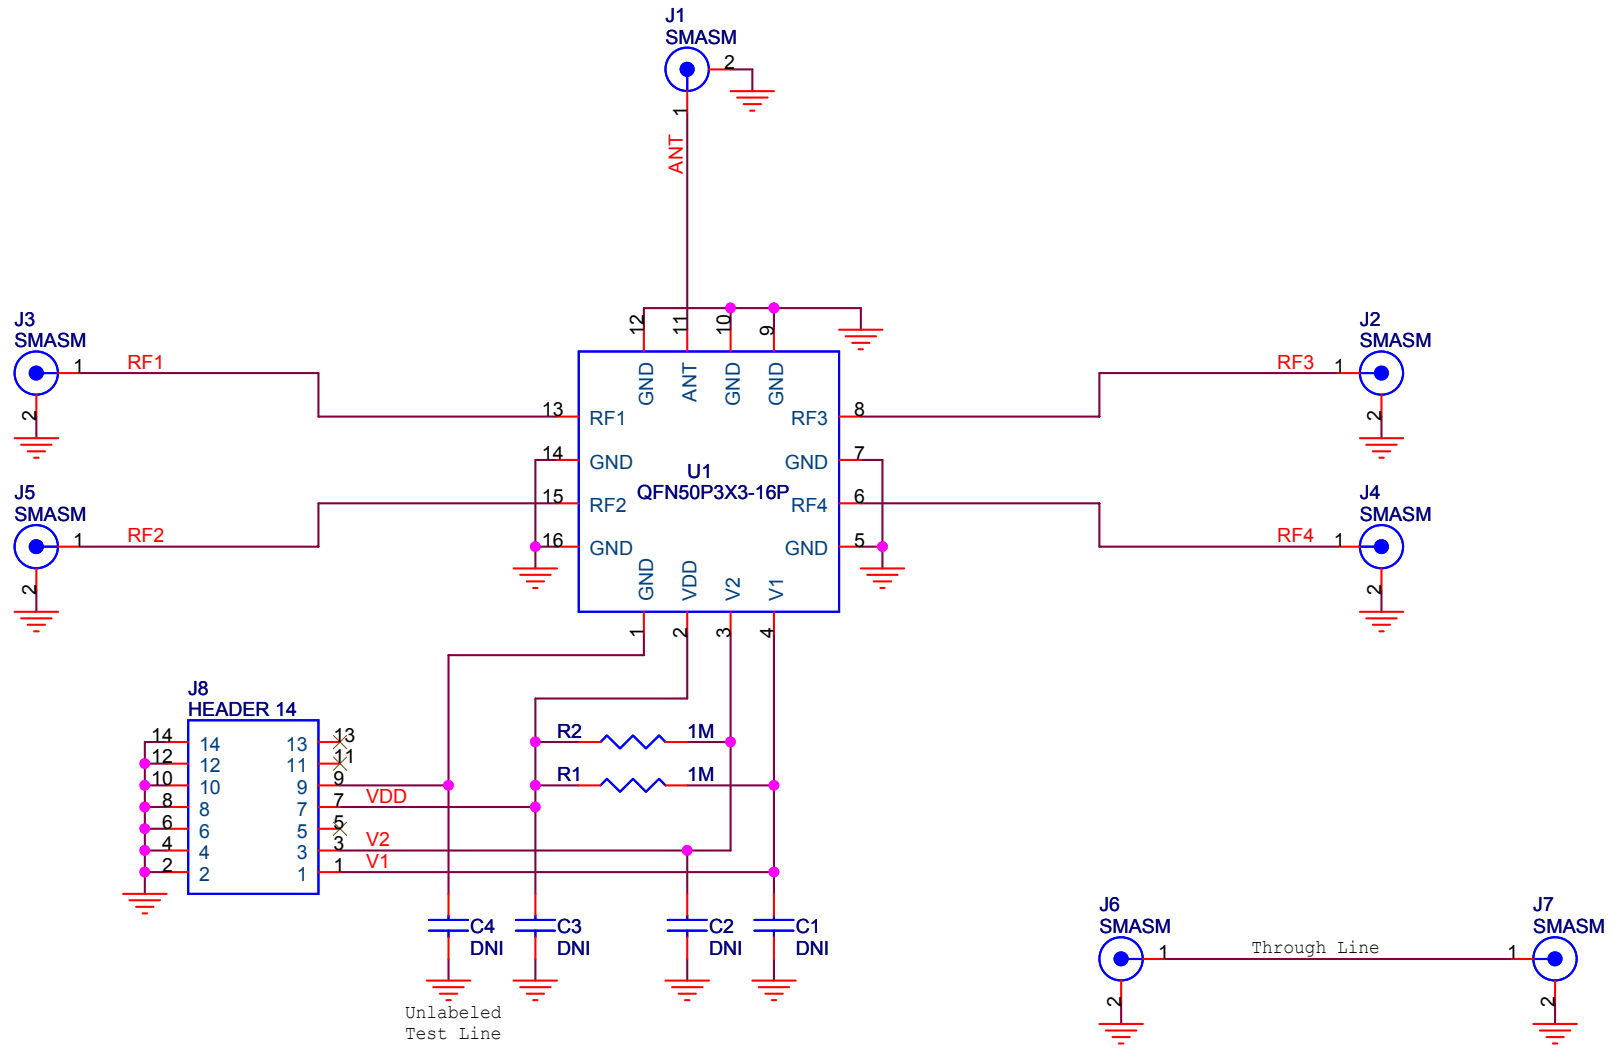 J1
SMASM
2
1
ANT
J3
SMASM
1
RF1
2
J2
SMASM
RF3
1
2
12
11
10
9
GND
ANT
GND
GND
13
RF1
RF3
8
14
GND
GND
7
U1
QFN50P3X3-16P
15
RF2
RF4
6
16
GND
GND
5
GND
VDD
V2
V1
1
2
3
4
J5
SMASM
1
RF2
2
J4
SMASM
RF4
1
2
J8
HEADER 14
14
14
13
13
12
12
11
11
10
10
9
9
8
8
7
7
VDD
6
6
5
5
4
4
3
3
V2
2
2
1
1
V1
R2
1M
R1
1M
C4
DNI
C3
DNI
C2
DNI
C1
DNI
Unlabeled
Test Line
J6
SMASM
1
Through Line
2
J7
SMASM
1
2